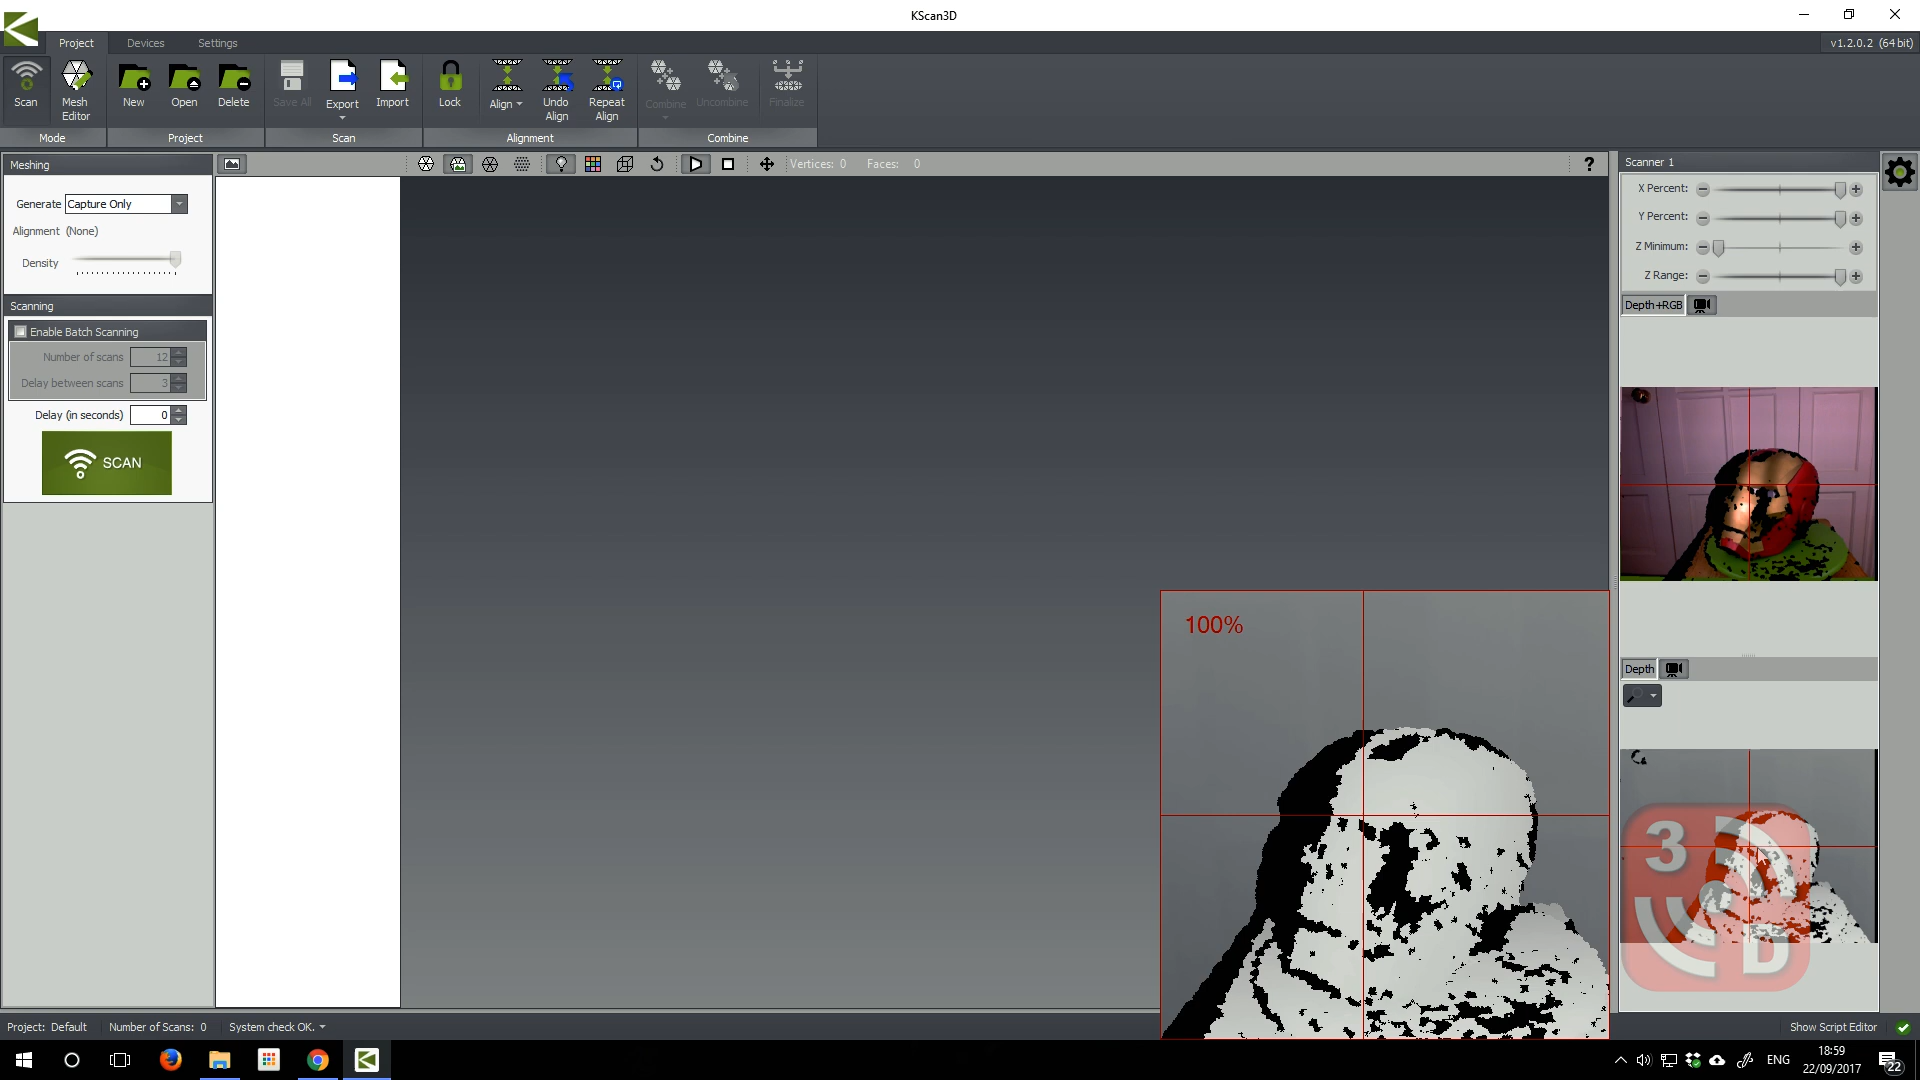 KScan3D
Project Devices Settings v1.2.0.2 (64 bit)
Scan Mesh Editor New Open Delete Save All Export Import Lock Align Undo Align Repeat Align Combine Uncombine Finalize
Mode Project Scan Alignment Combine
Meshing
Generate Capture Only
Alignment (None)
Density
Scanning
Enable Batch Scanning
Number of scans 12
Delay between scans 3
Delay (in seconds) 0
SCAN
Vertices: 0 Faces: 0 ?
100%
Scanner 1
X Percent:
Y Percent:
Z Minimum:
Z Range:
Depth+RGB
Depth
3D
D
Project: Default Number of Scans: 0 System check OK. Show Script Editor
ENG 18:59
22/09/2017 22